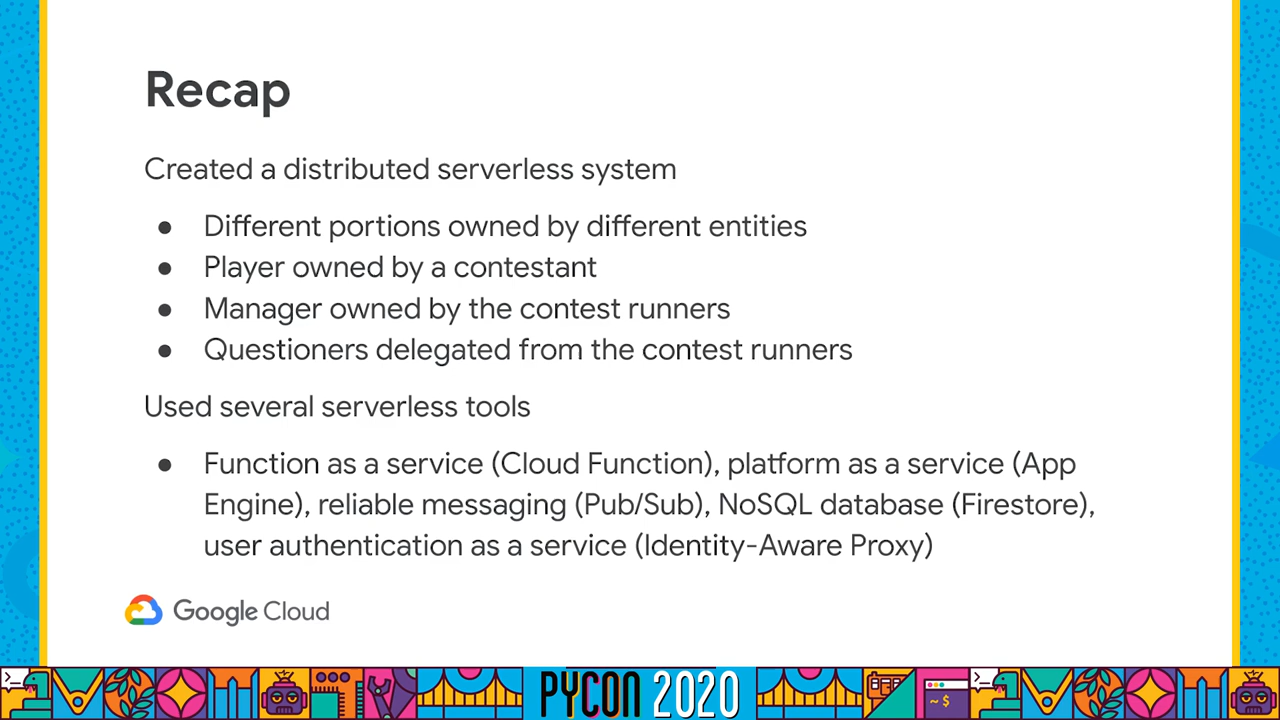 Recap
Created a distributed serverless system
● Different portions owned by different entities
● Player owned by a contestant
● Manager owned by the contest runners
● Questioners delegated from the contest runners
Used several serverless tools
● Function as a service (Cloud Function), platform as a service (App
Engine), reliable messaging (Pub/Sub), NoSQL database (Firestore),
user authentication as a service (Identity-Aware Proxy)
Google Cloud
PYCON 2020
~ $